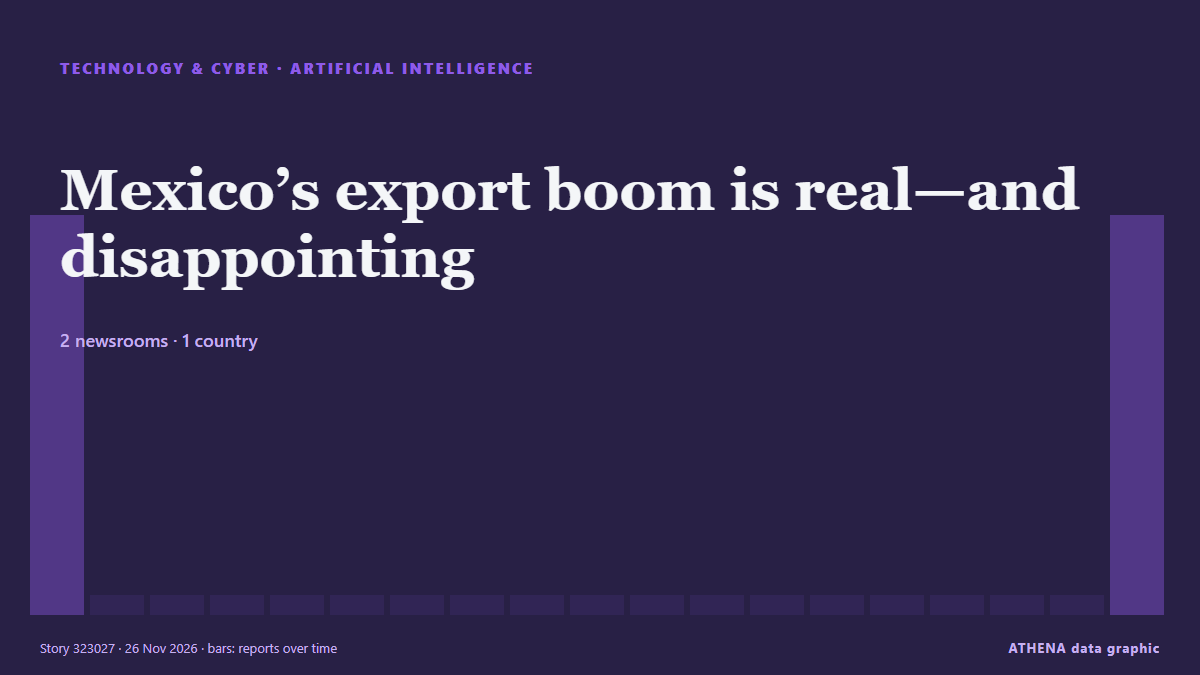 TECHNOLOGY & CYBER · ARTIFICIAL INTELLIGENCE
Mexico’s export boom is real—and
disappointing
2 newsrooms · 1 country
Story 323027 · 26 Nov 2026 · bars: reports over time
ATHENA data graphic